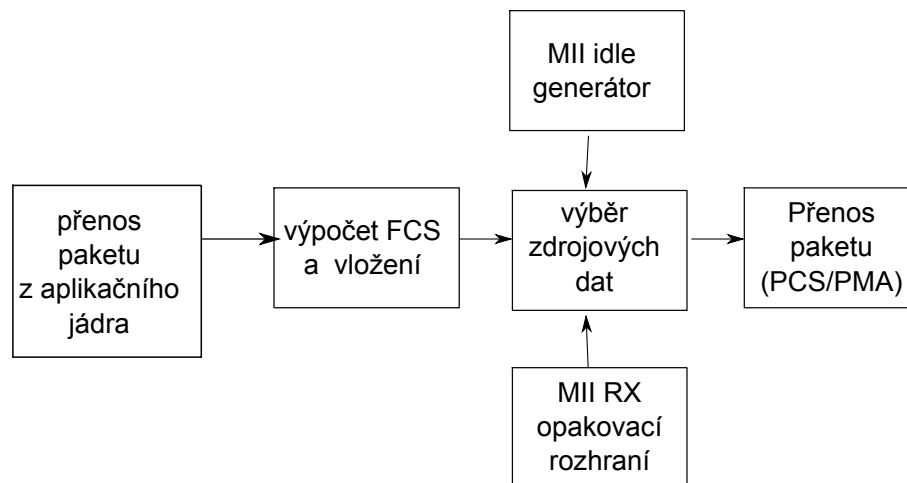 MII idle
generátor
přenos
paketu
z aplikačního
jádra
výpočet FCS
a vložení
výběr
zdrojových
dat
Přenos
paketu
(PCS/PMA)
MII RX
opakovací
rozhraní